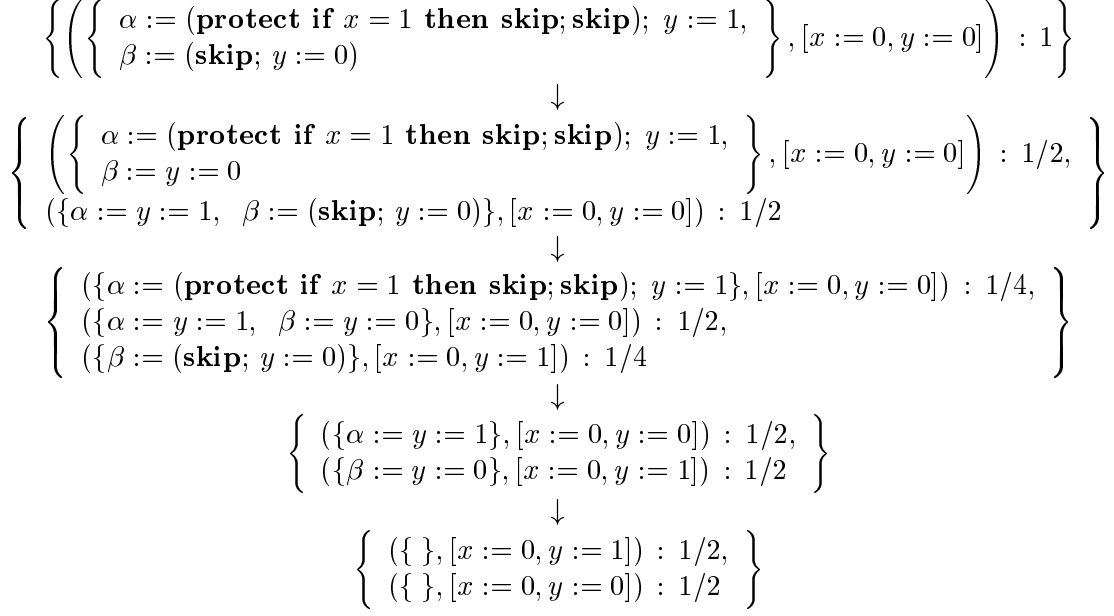 {({ α := (protect if x = 1 then skip; skip); y := 1,
β := (skip; y := 0) }, [x := 0, y := 0]) : 1}
↓
{ ({ α := (protect if x = 1 then skip; skip); y := 1,
β := y := 0 }, [x := 0, y := 0]) : 1/2,
({α := y := 1, β := (skip; y := 0)}, [x := 0, y := 0]) : 1/2 }
↓
{ ({α := (protect if x = 1 then skip; skip); y := 1}, [x := 0, y := 0]) : 1/4,
({α := y := 1, β := y := 0}, [x := 0, y := 0]) : 1/2,
({β := (skip; y := 0)}, [x := 0, y := 1]) : 1/4 }
↓
{ ({α := y := 1}, [x := 0, y := 0]) : 1/2,
({β := y := 0}, [x := 0, y := 1]) : 1/2 }
↓
{ ({ }, [x := 0, y := 1]) : 1/2,
({ }, [x := 0, y := 0]) : 1/2 }